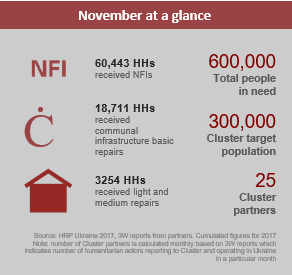 November at a glance
NFI
60,443 HHs
received NFIs
600,000
Total people
in need
Ċ
18,711 HHs
received
communal
infrastructure basic
repairs
300,000
Cluster target
population
3254 HHs
received light and
medium repairs
25
Cluster
partners
Source: HRP Ukraine 2017, 3W reports from partners. Cumulated figures for 2017
Note: number of Cluster partners is calculated monthly based on 3W reports which
indicates number of humanitarian actors reporting to Cluster and operating in Ukraine
in a particular month